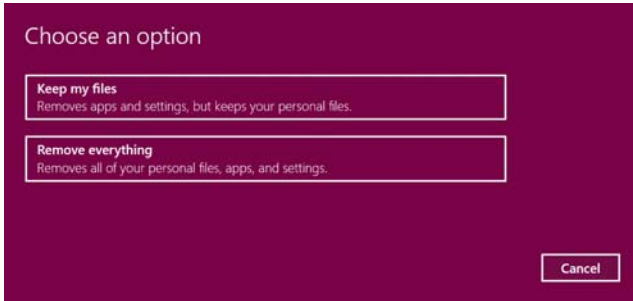 Choose an option
Keep my files
Removes apps and settings, but keeps your personal files.
Remove everything
Removes all of your personal files, apps, and settings.
Cancel